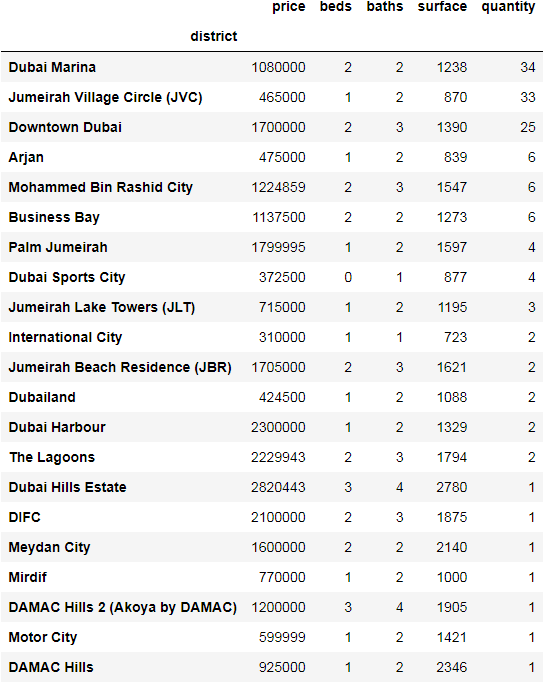 price beds baths surface quantity
district
Dubai Marina 1080000 2 2 1238 34
Jumeirah Village Circle (JVC) 465000 1 2 870 33
Downtown Dubai 1700000 2 3 1390 25
Arjan 475000 1 2 839 6
Mohammed Bin Rashid City 1224859 2 3 1547 6
Business Bay 1137500 2 2 1273 6
Palm Jumeirah 1799995 1 2 1597 4
Dubai Sports City 372500 0 1 877 4
Jumeirah Lake Towers (JLT) 715000 1 2 1195 3
International City 310000 1 1 723 2
Jumeirah Beach Residence (JBR) 1705000 2 3 1621 2
Dubailand 424500 1 2 1088 2
Dubai Harbour 2300000 1 2 1329 2
The Lagoons 2229943 2 3 1794 2
Dubai Hills Estate 2820443 3 4 2780 1
DIFC 2100000 2 3 1875 1
Meydan City 1600000 2 2 2140 1
Mirdif 770000 1 2 1000 1
DAMAC Hills 2 (Akoya by DAMAC) 1200000 3 4 1905 1
Motor City 599999 1 2 1421 1
DAMAC Hills 925000 1 2 2346 1